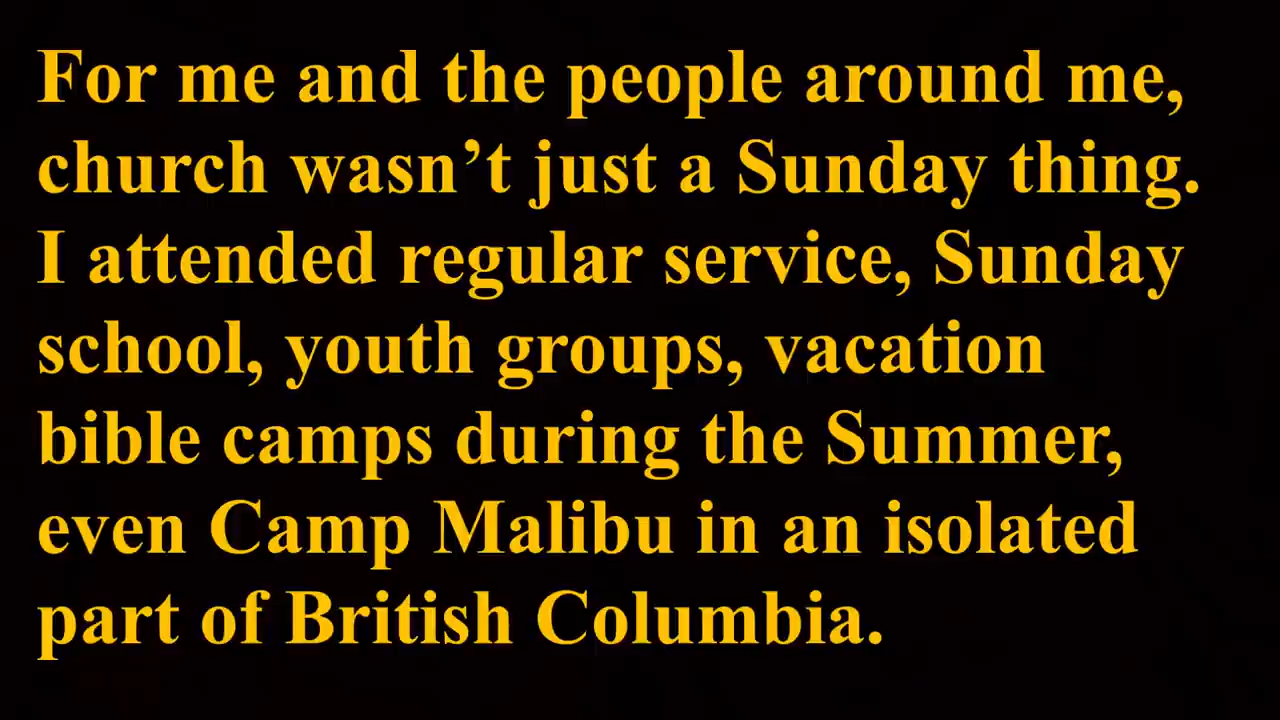 For me and the people around me,
church wasn’t just a Sunday thing.
I attended regular service, Sunday
school, youth groups, vacation
bible camps during the Summer,
even Camp Malibu in an isolated
part of British Columbia.